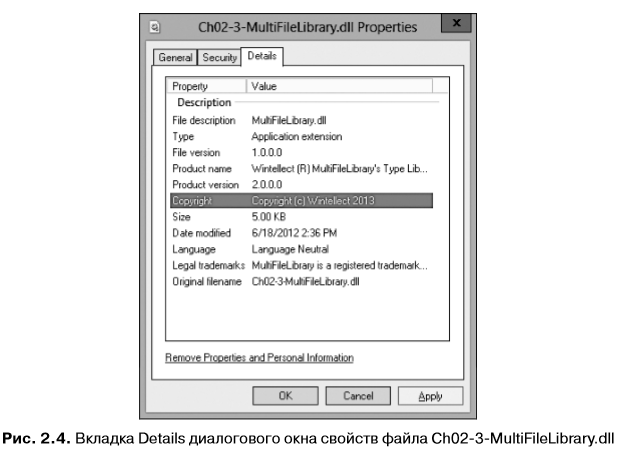 Ch02-3-MultiFileLibrary.dll Properties
x
General Security Details
Property Value
Description
File description MultiFileLibrary.dll
Type Application extension
File version 1.0.0.0
Product name Wintellect (R) MultiFileLibrary's Type Lib...
Product version 2.0.0.0
Copyright Copyright (c) Wintellect 2013
Size 5.00 KB
Date modified 6/18/2012 2:36 PM
Language Language Neutral
Legal trademarks MultiFileLibrary is a registered trademark...
Original filename Ch02-3-MultiFileLibrary.dll
Remove Properties and Personal Information
OK Cancel Apply
Рис. 2.4. Вкладка Details диалогового окна свойств файла Ch02-3-MultiFileLibrary.dll